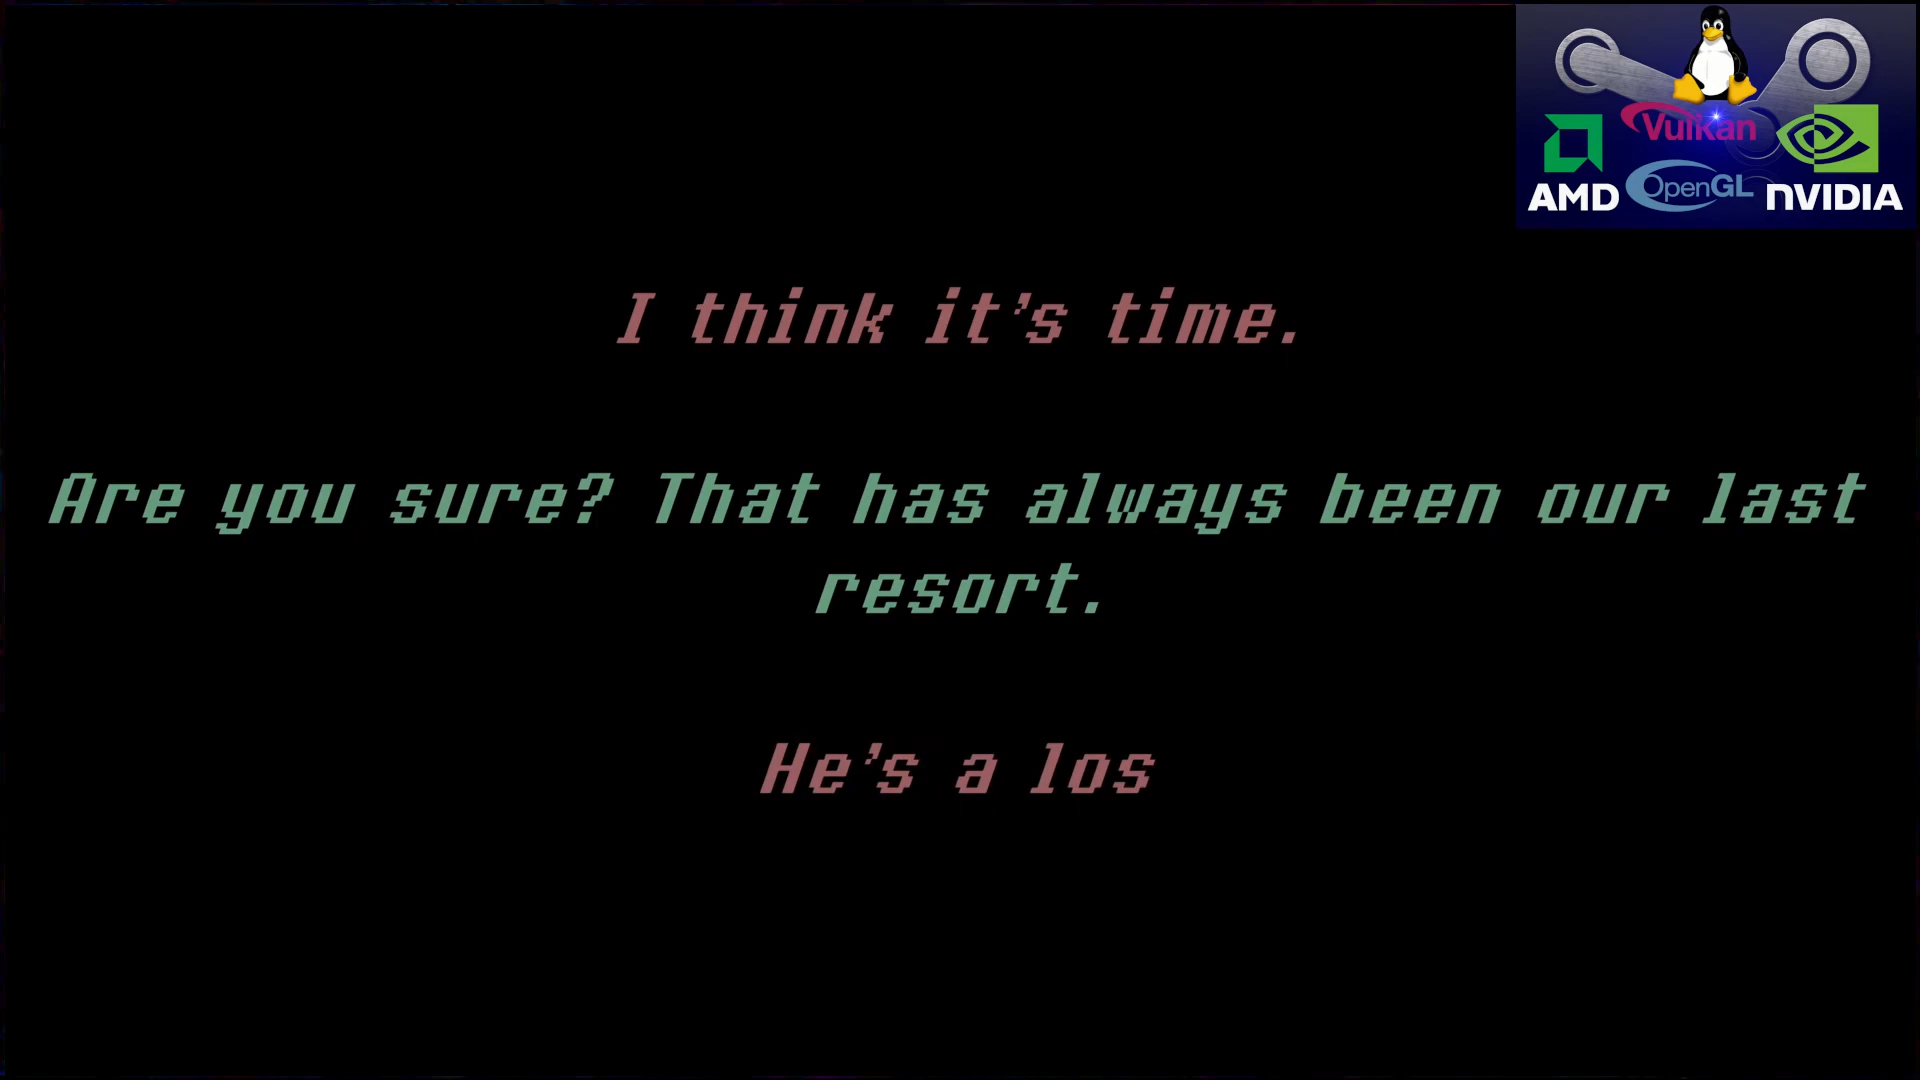 Vulkan
OpenGL
AMD
nVIDIA
I think it's time.
Are you sure? That has always been our last
resort.
He's a los